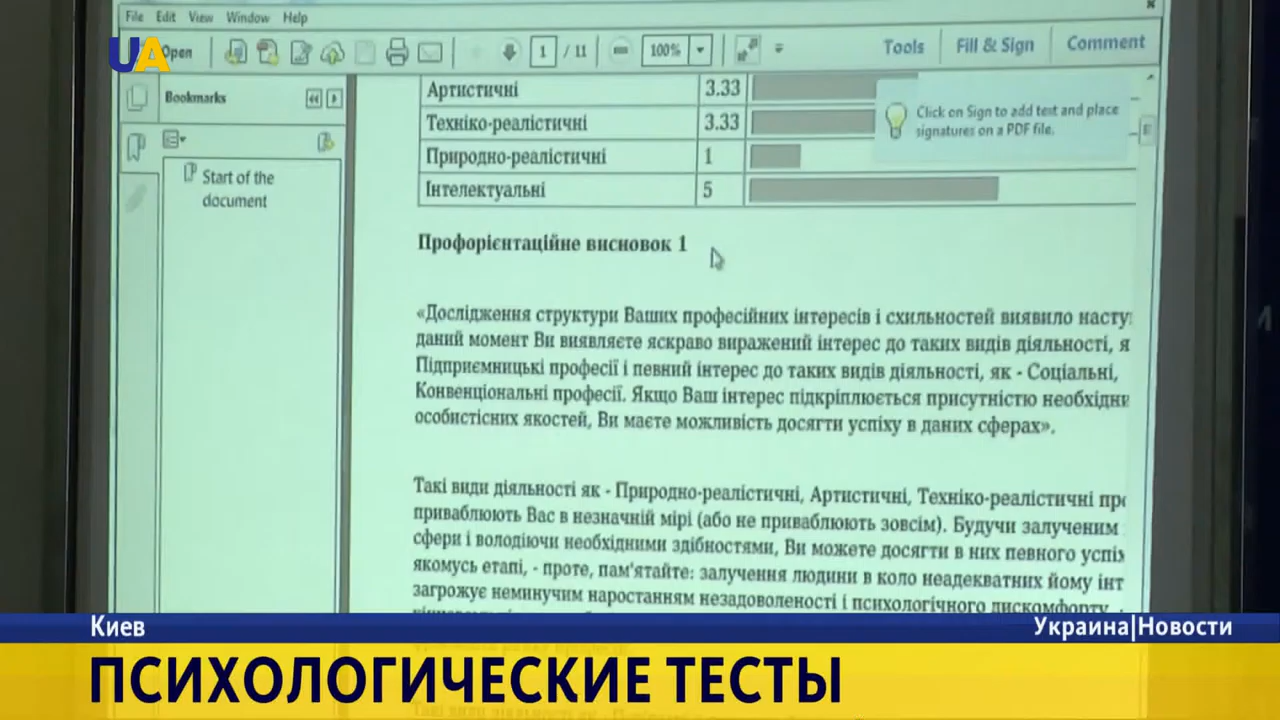 File Edit View Window Help
UA
Open
1 / 11
100%
Tools
Fill & Sign
Comment
Bookmarks
Start of the
document
Click on Sign to add text and place
signatures on a PDF file.
Артистичні 3.33
Техніко-реалістичні 3.33
Природно-реалістичні 1
Інтелектуальні 5
Профорієнтаційне висновок 1
«Дослідження структури Ваших професійних інтересів і схильностей виявило насту
даний момент Ви виявляєте яскраво виражений інтерес до таких видів діяльності, я
Підприємницькі професії і певний інтерес до таких видів діяльності, як - Соціальні,
Конвенціональні професії. Якщо Ваш інтерес підкріплюється присутністю необхідни
особистісних якостей, Ви маєте можливість досягти успіху в даних сферах».
Такі види діяльності як - Природно-реалістичні, Артистичні, Техніко-реалістичні про
приваблюють Вас в незначній мірі (або не приваблюють зовсім). Будучи залученим
сфери і володіючи необхідними здібностями, Ви можете досягти в них певного успіх
якомусь етапі, - проте, пам'ятайте: залучення людини в коло неадекватних йому інт
загрожує неминучим наростанням незадоволеності і психологічного дискомфорту
Киев
Украина|Новости
ПСИХОЛОГИЧЕСКИЕ ТЕСТЫ